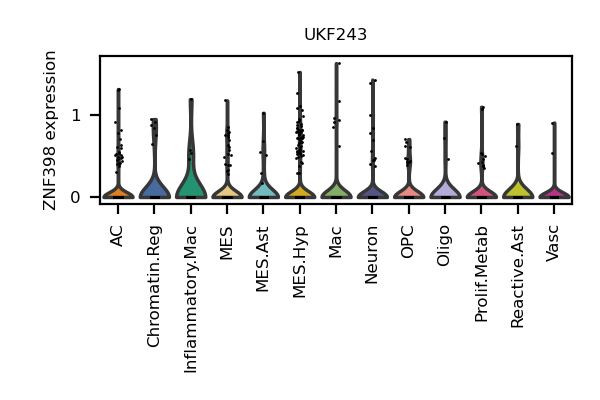 UKF243
ZNF398 expression
1
0
AC
Chromatin.Reg
Inflammatory.Mac
MES
MES.Ast
MES.Hyp
Mac
Neuron
OPC
Oligo
Prolif.Metab
Reactive.Ast
Vasc